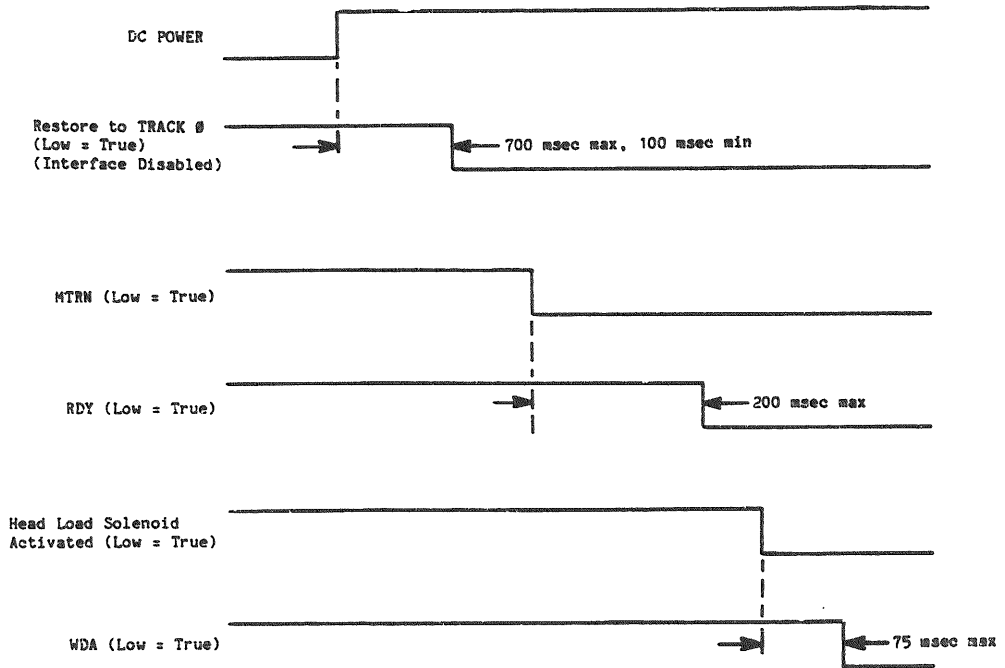 DC POWER
Restore to TRACK Ø
(Low = True)
(Interface Disabled)
700 msec max, 100 msec min
MTRN (Low = True)
RDY (Low = True)
200 msec max
Head Load Solenoid
Activated (Low = True)
WDA (Low = True)
75 msec max